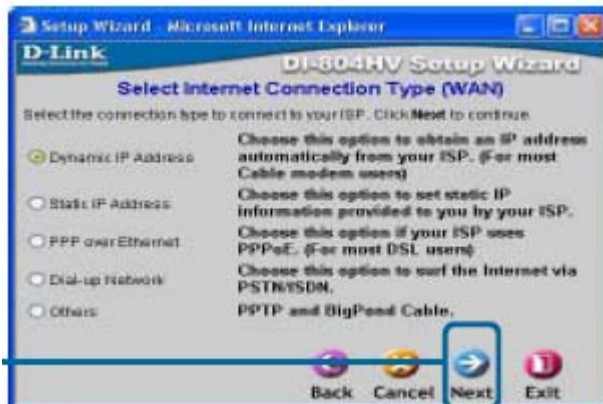 Setup Wizard - Microsoft Internet Explorer
D-Link
DI-804HV Setup Wizard
Select Internet Connection Type (WAN)
Select the connection type to connect to your ISP. Click Next to continue.
Dynamic IP Address
Choose this option to obtain an IP address
automatically from your ISP. (For most
Cable modem users)
Static IP Address
Choose this option to set static IP
information provided to you by your ISP.
PPP over Ethernet
Choose this option if your ISP uses
PPPoE. (For most DSL users)
Dial-up Network
Choose this option to surf the Internet via
PSTN/ISDN.
Others
PPTP and BigPond Cable.
Back Cancel Next Exit